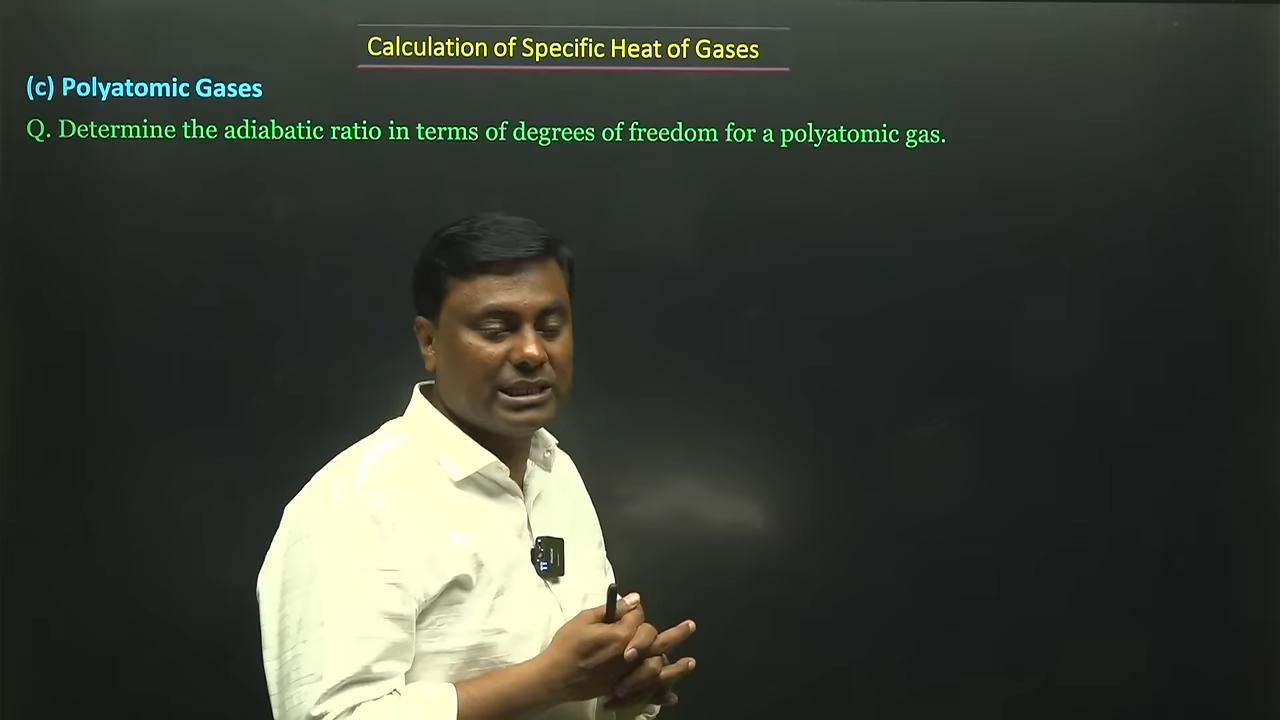 Calculation of Specific Heat of Gases
(c) Polyatomic Gases
Q. Determine the adiabatic ratio in terms of degrees of freedom for a polyatomic gas.